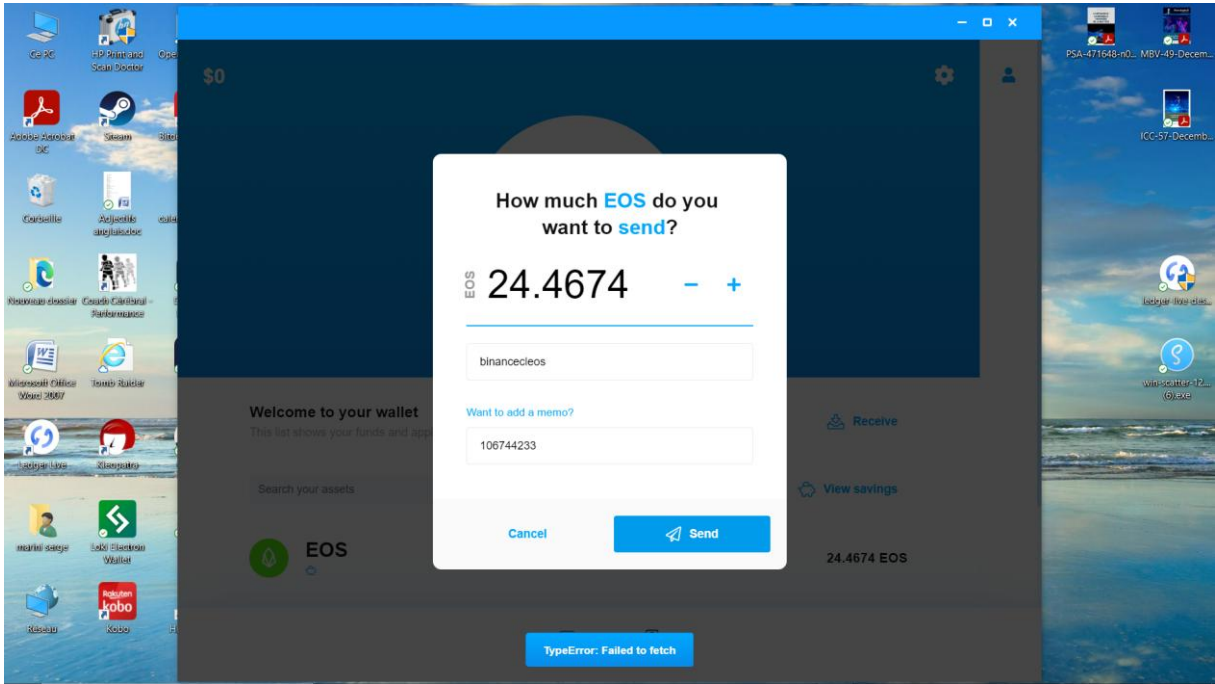 Ce PC
HP Print and
Scan Doctor
Ope
PSA-471648-n0...
MBV-49-Decem...
Adobe Acrobat
DC
Steam
ICC-57-Decemb...
Corbeille
Adjectifs
anglais.doc
Nouveau dossier
Coach Cérébral -
Performance
ledger-live-des...
Microsoft Office
Word 2007
Tomb Raider
win-scatter-12....
(6).exe
Ledger Live
Kleopatra
marini serge
Loki Electron
Wallet
Réseau
Rakuten
kobo
Kobo
$0
How much EOS do you
want to send?
EOS
24.4674
− +
binancecleos
Want to add a memo?
106744233
Cancel
Send
Welcome to your wallet
This list shows your funds and app
Receive
Search your assets
View savings
EOS
24.4674 EOS
TypeError: Failed to fetch